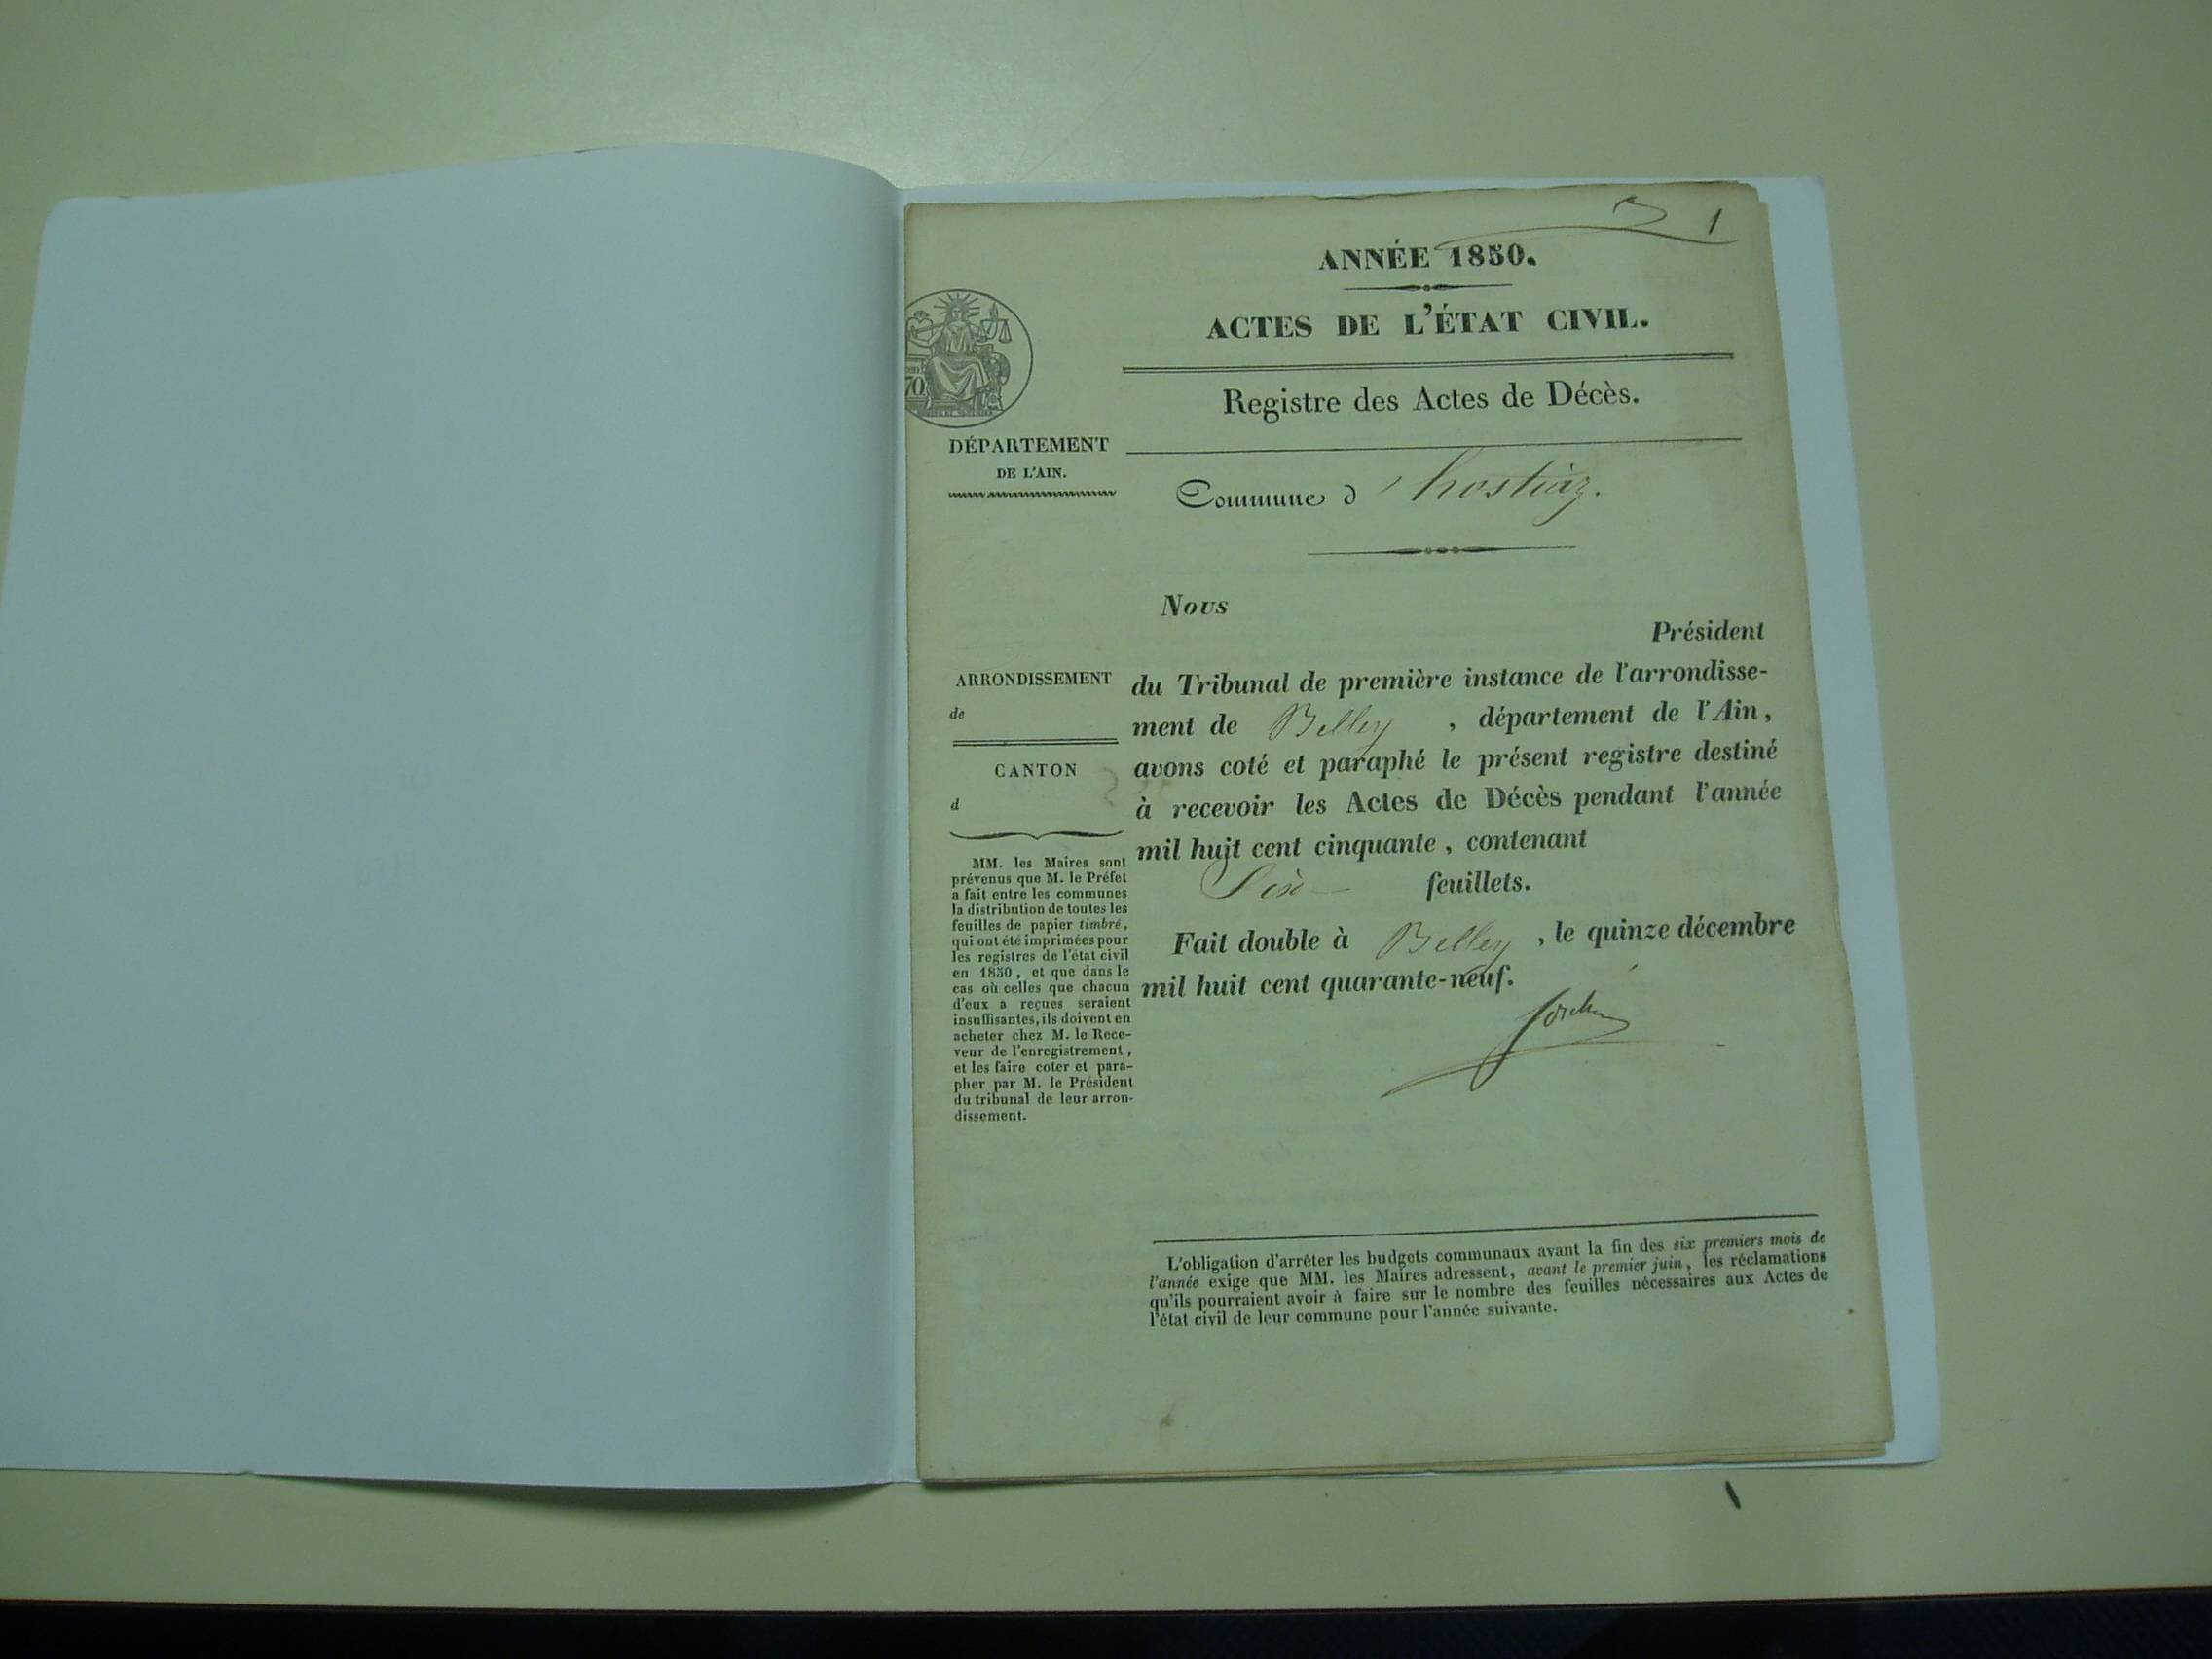 1
ANNÉE 1850.
ACTES DE L'ÉTAT CIVIL.
Registre des Actes de Décès.
70
DÉPARTEMENT
DE L'AIN.
Commune d'hostiaz.
Nous
Président
du Tribunal de première instance de l'arrondisse-
ment de Belley, département de l'Ain,
avons coté et paraphé le présent registre destiné
à recevoir les Actes de Décès pendant l'année
mil huit cent cinquante, contenant
Six feuillets.
Fait double à Belley, le quinze décembre
mil huit cent quarante-neuf.
ARRONDISSEMENT
de
CANTON
d
MM. les Maires sont
prévenus que M. le Préfet
a fait entre les communes
la distribution de toutes les
feuilles de papier timbré,
qui ont été imprimées pour
les registres de l'état civil
en 1850, et que dans le
cas où celles que chacun
d'eux a reçues seraient
insuffisantes, ils doivent en
acheter chez M. le Rece-
veur de l'enregistrement,
et les faire coter et para-
pher par M. le Président
du tribunal de leur arron-
dissement.
L'obligation d'arrêter les budgets communaux avant la fin des six premiers mois de
l'année exige que MM. les Maires adressent, avant le premier juin, les réclamations
qu'ils pourraient avoir à faire sur le nombre des feuilles nécessaires aux Actes de
l'état civil de leur commune pour l'année suivante.